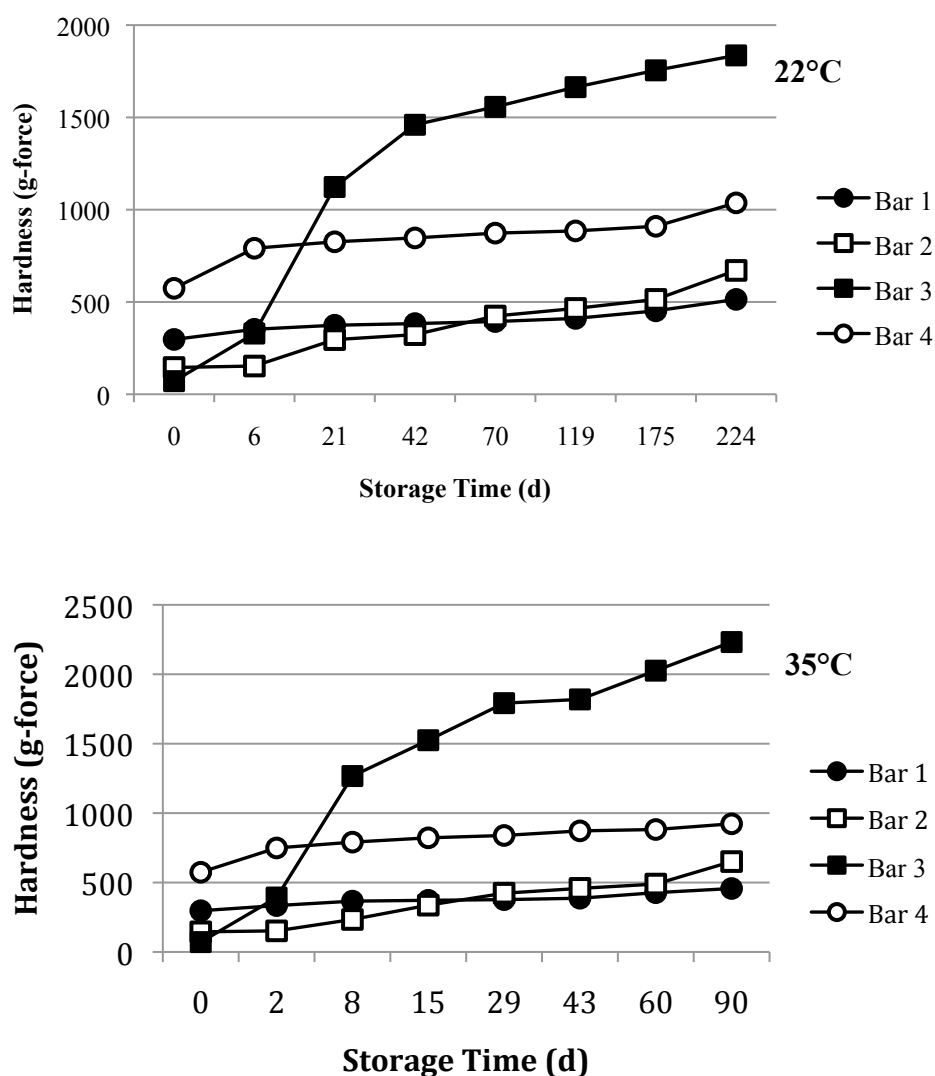 2000
22°C
1500
1000
500
0
Hardness (g-force)
Bar 1
Bar 2
Bar 3
Bar 4
0 6 21 42 70 119 175 224
Storage Time (d)
2500
35°C
2000
1500
1000
500
0
Hardness (g-force)
Bar 1
Bar 2
Bar 3
Bar 4
0 2 8 15 29 43 60 90
Storage Time (d)